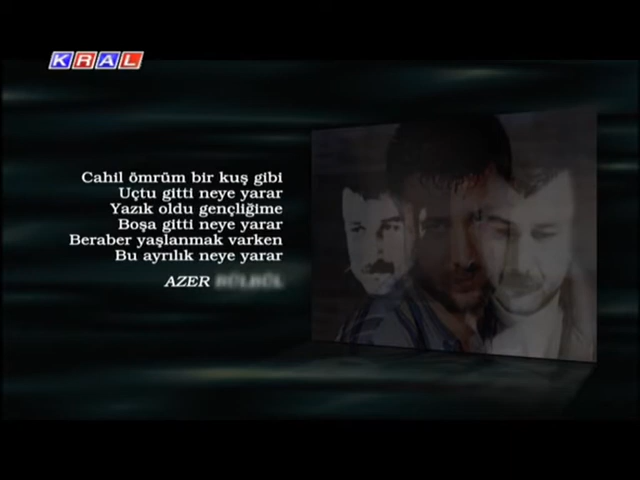 KRAL
Cahil ömrüm bir kuş gibi
Uçtu gitti neye yarar
Yazık oldu gençliğime
Boşa gitti neye yarar
Beraber yaşlanmak varken
Bu ayrılık neye yarar
AZER BÜLBÜL